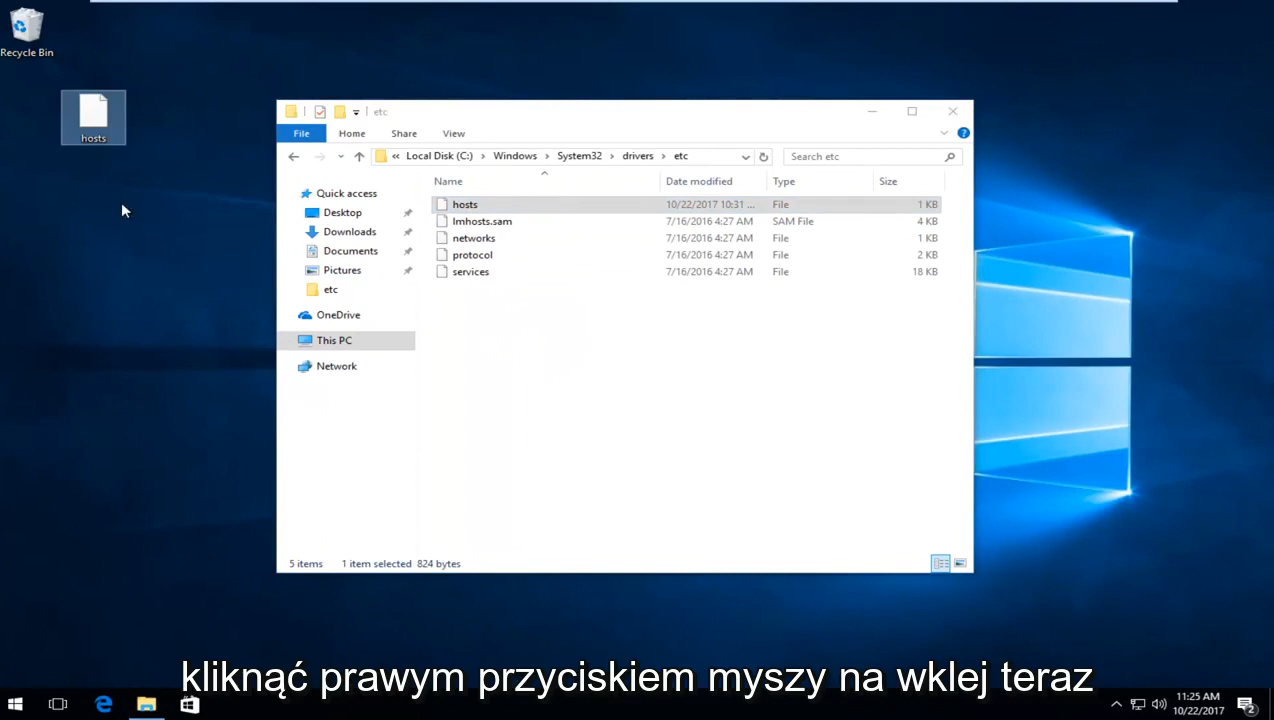 Recycle Bin
hosts
etc
File Home Share View
« Local Disk (C:) > Windows > System32 > drivers > etc
Search etc
Name Date modified Type Size
Quick access
Desktop
Downloads
Documents
Pictures
etc
OneDrive
This PC
Network
hosts 10/22/2017 10:31 ... File 1 KB
lmhosts.sam 7/16/2016 4:27 AM SAM File 4 KB
networks 7/16/2016 4:27 AM File 1 KB
protocol 7/16/2016 4:27 AM File 2 KB
services 7/16/2016 4:27 AM File 18 KB
5 items 1 item selected 824 bytes
kliknąć prawym przyciskiem myszy na wklej teraz
11:25 AM
10/22/2017
2